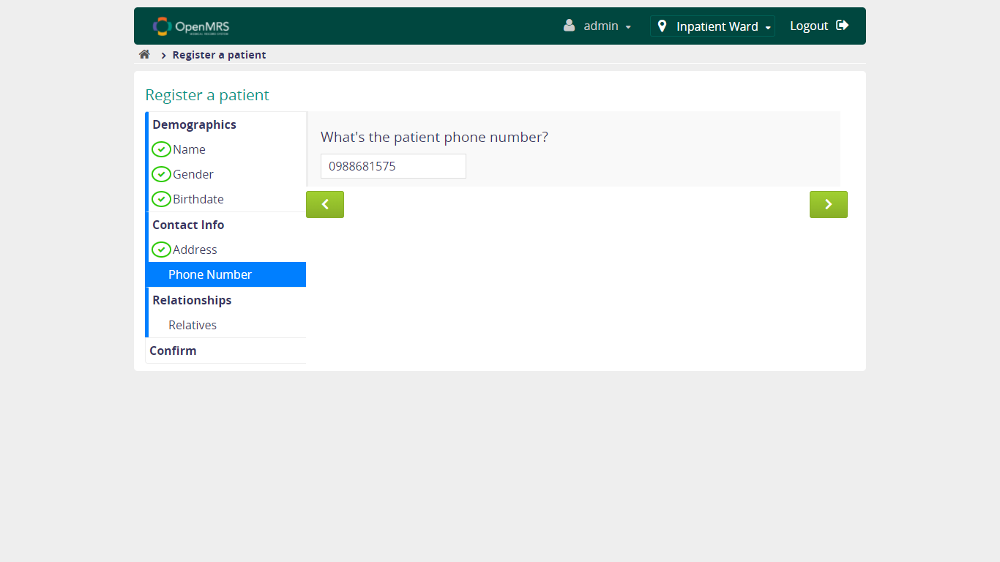 OpenMRS
admin
Inpatient Ward
Logout
Register a patient
Register a patient
Demographics
Name
Gender
Birthdate
Contact Info
Address
Phone Number
Relationships
Relatives
Confirm
What's the patient phone number?
0988681575